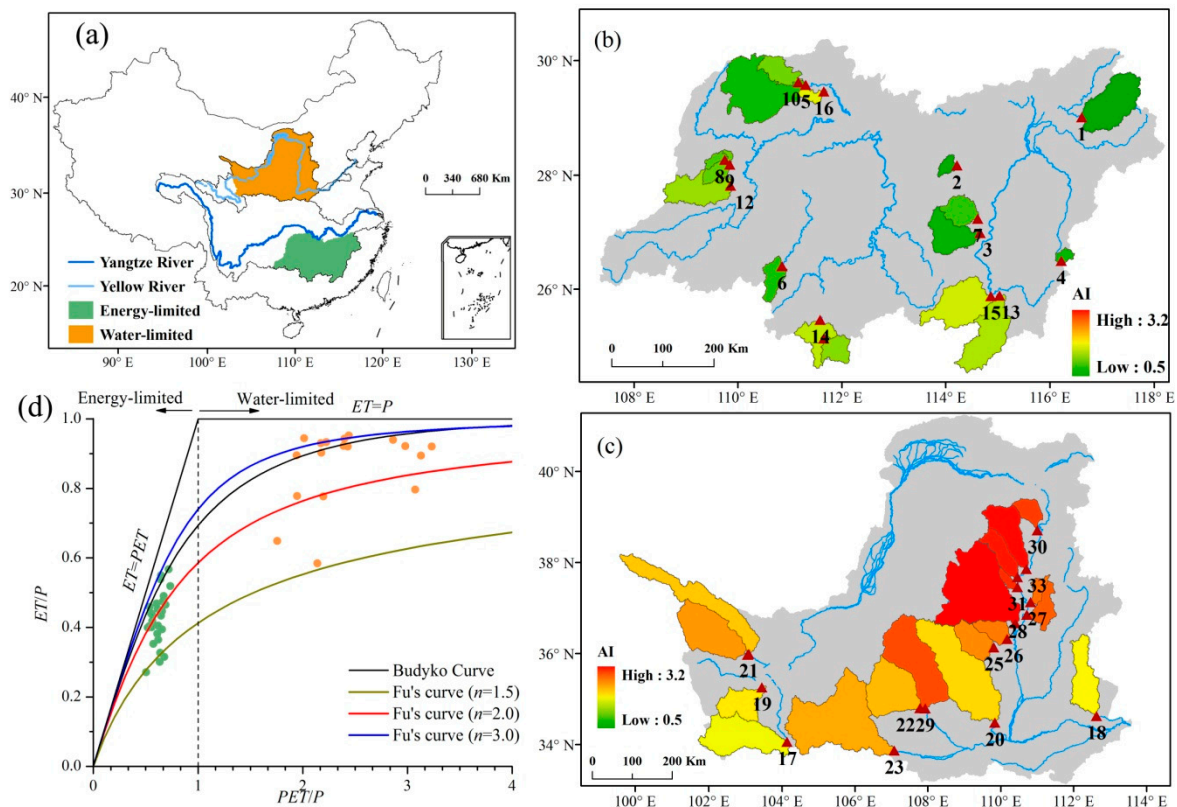 (a)
40° N
30° N
20° N
0 340 680 Km
Yangtze River
Yellow River
Energy-limited
Water-limited
90° E
100° E
110° E
120° E
130° E
(b)
30° N
28° N
26° N
10 5
16
1
8 9
12
2
7
3
4
6
15 13
14
AI
High : 3.2
Low : 0.5
0 100 200 Km
108° E
110° E
112° E
114° E
116° E
118° E
(d)
Energy-limited
Water-limited
ET=P
ET=PET
1.0
0.8
0.6
0.4
0.2
0.0
ET/P
0
1
2
3
4
PET/P
Budyko Curve
Fu's curve (n=1.5)
Fu's curve (n=2.0)
Fu's curve (n=3.0)
(c)
40° N
38° N
36° N
34° N
30
33
31
27
28
26
25
21
19
22 29
20
18
17
23
AI
High : 3.2
Low : 0.5
0 100 200 Km
100° E
102° E
104° E
106° E
108° E
110° E
112° E
114° E